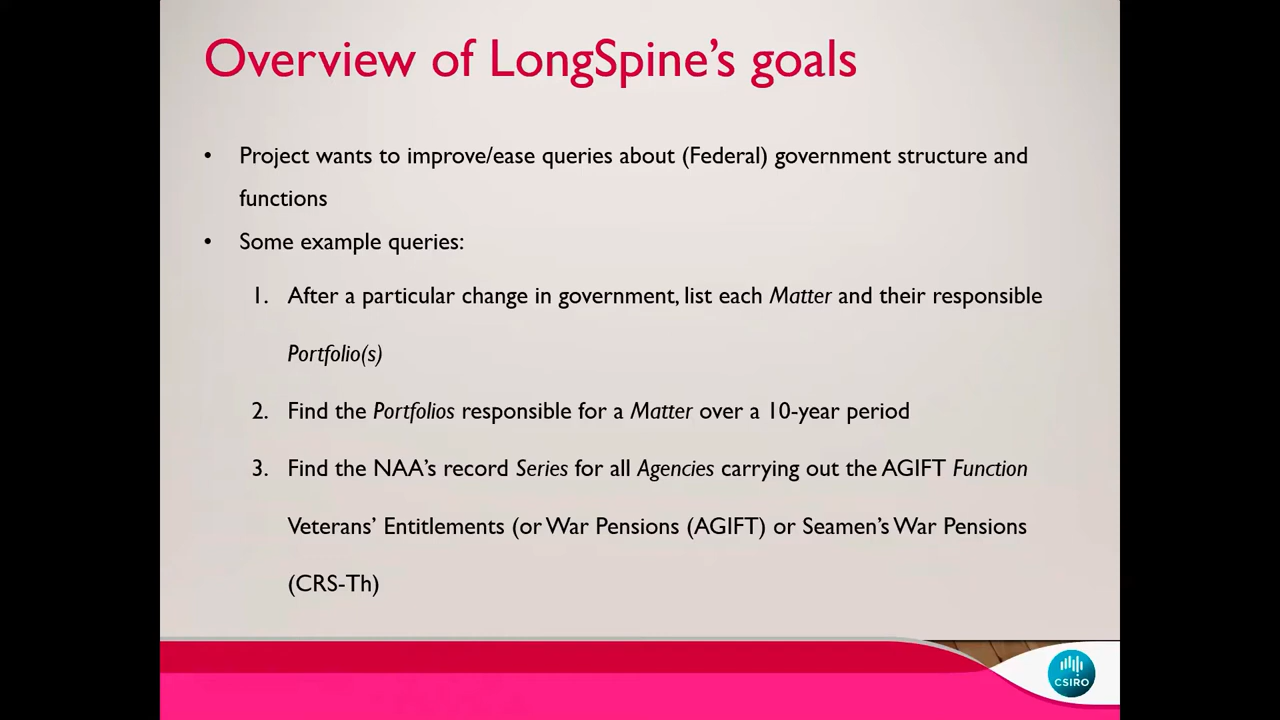 Overview of LongSpine's goals
• Project wants to improve/ease queries about (Federal) government structure and
functions
• Some example queries:
1. After a particular change in government, list each Matter and their responsible
Portfolio(s)
2. Find the Portfolios responsible for a Matter over a 10-year period
3. Find the NAA's record Series for all Agencies carrying out the AGIFT Function
Veterans' Entitlements (or War Pensions (AGIFT) or Seamen's War Pensions
(CRS-Th)
CSIRO